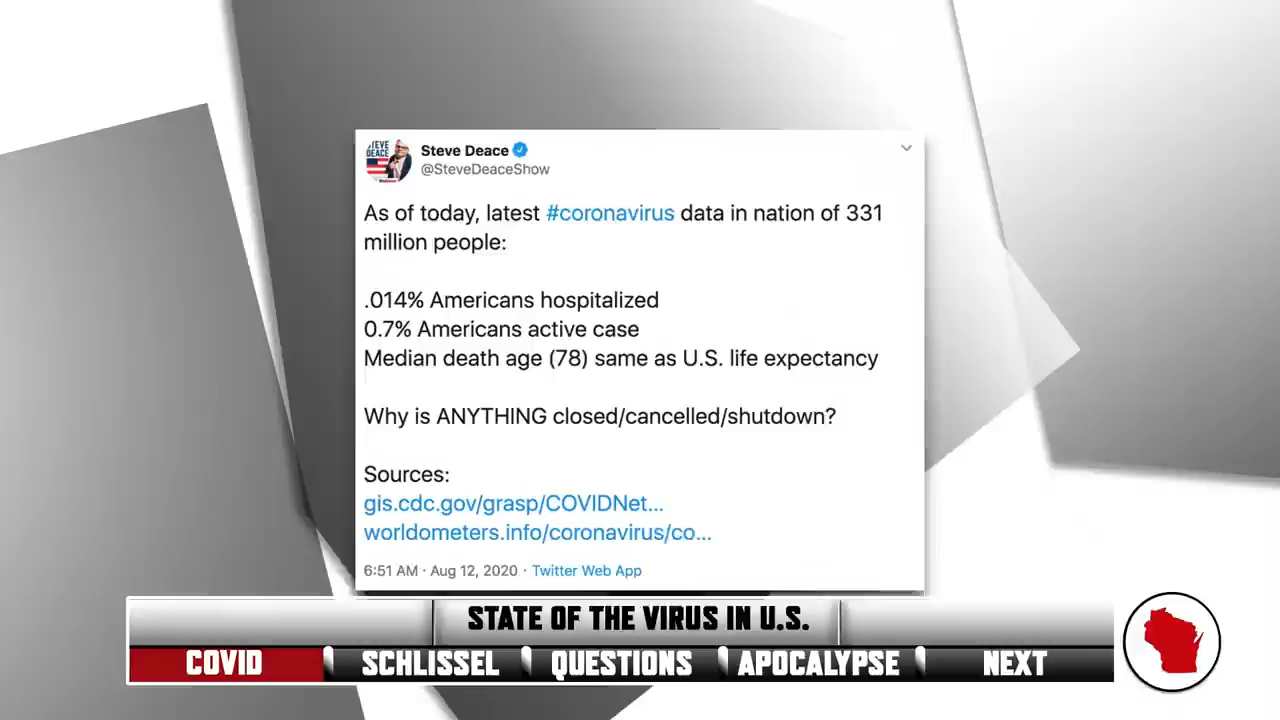 Steve Deace
@SteveDeaceShow
As of today, latest #coronavirus data in nation of 331
million people:
.014% Americans hospitalized
0.7% Americans active case
Median death age (78) same as U.S. life expectancy
Why is ANYTHING closed/cancelled/shutdown?
Sources:
gis.cdc.gov/grasp/COVIDNet...
worldometers.info/coronavirus/co...
6:51 AM · Aug 12, 2020 · Twitter Web App
STATE OF THE VIRUS IN U.S.
COVID SCHLISSEL QUESTIONS APOCALYPSE NEXT